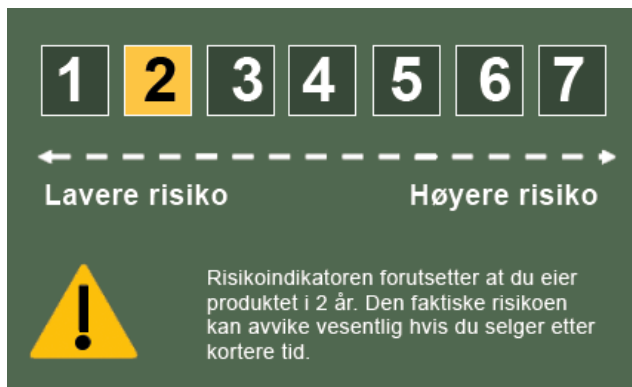 1 2 3 4 5 6 7
Lavere risiko Høyere risiko
Risikoindikatoren forutsetter at du eier
produktet i 2 år. Den faktiske risikoen
kan avvike vesentlig hvis du selger etter
kortere tid.